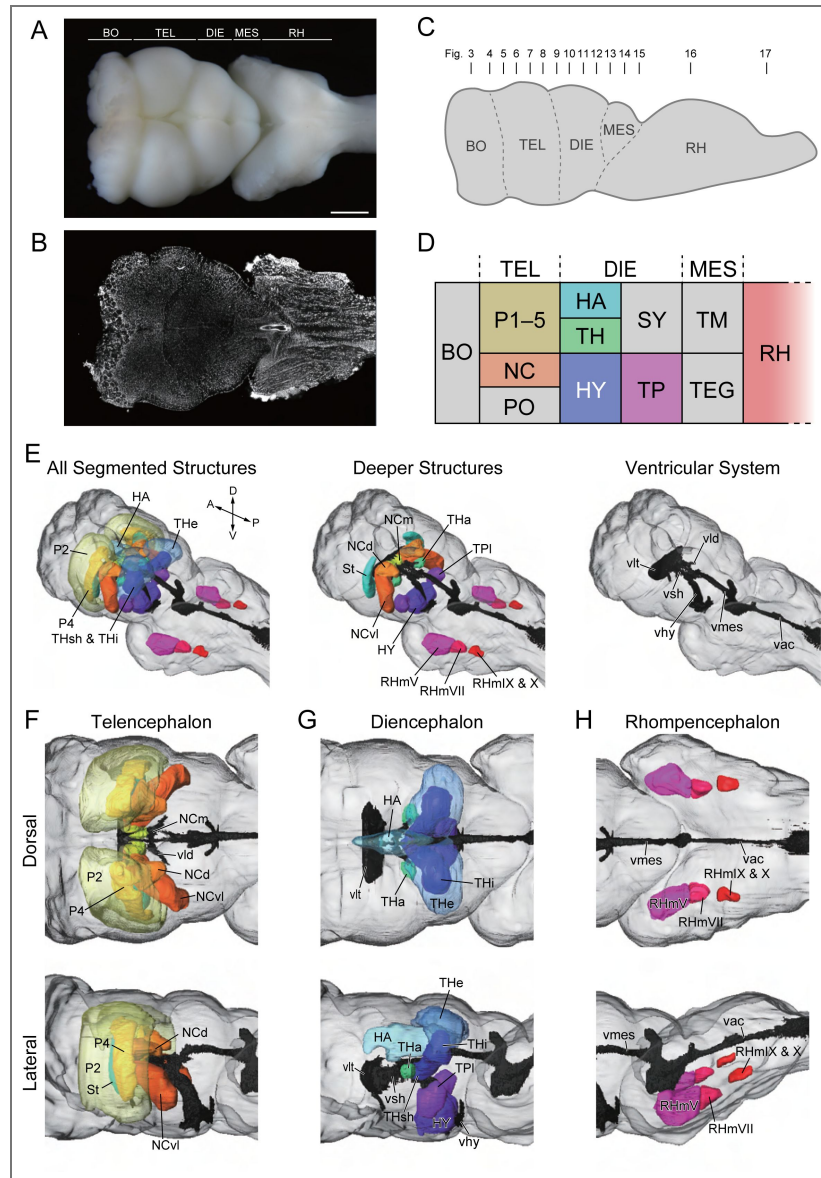 A
BO TEL DIE MES RH
B
C
Fig. 3 4 5 6 7 8 9 10 11 12 13 14 15 16 17
BO TEL DIE MES RH
D
TEL DIE MES
BO P1–5 HA SY TM RH
TH
NC HY TP TEG
PO
E
All Segmented Structures
HA
D
A P
V
THe
P2
P4
THsh & THi
Deeper Structures
NCm
NCd THa
TPl
St
NCvl
HY
RHmV
RHmVII
RHmIX & X
Ventricular System
vld
vlt
vsh
vhy vmes
vac
F Telencephalon
Dorsal
NCm
vld
P2 NCd
P4 NCvl
Lateral
P4 NCd
P2
St
NCvl
G Diencephalon
HA
vlt
THa THi
THe
THe
HA
THa THi
vlt TPl
vsh
THsh HY
vhy
H Rhompencephalon
vmes vac
RHmIX & X
RHmV
RHmVII
vac
vmes
RHmIX & X
RHmV
RHmVII